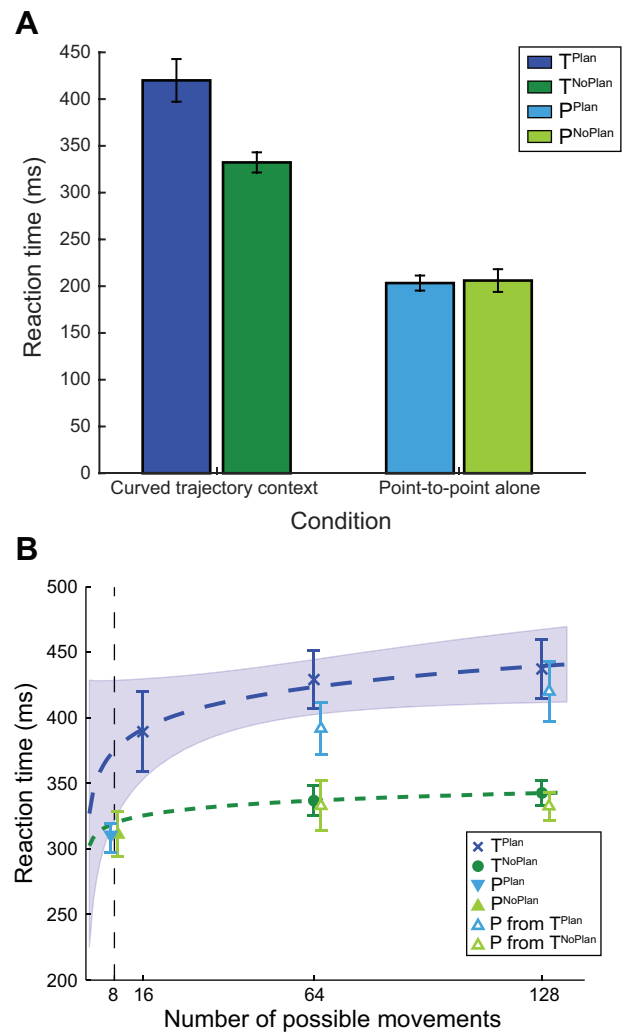 A
450
400
350
300
250
200
150
100
50
0
Reaction time (ms)
T^Plan
T^NoPlan
P^Plan
P^NoPlan
Curved trajectory context
Point-to-point alone
Condition
B
500
450
400
350
300
250
200
Reaction time (ms)
T^Plan
T^NoPlan
P^Plan
P^NoPlan
P from T^Plan
P from T^NoPlan
8 16 64 128
Number of possible movements